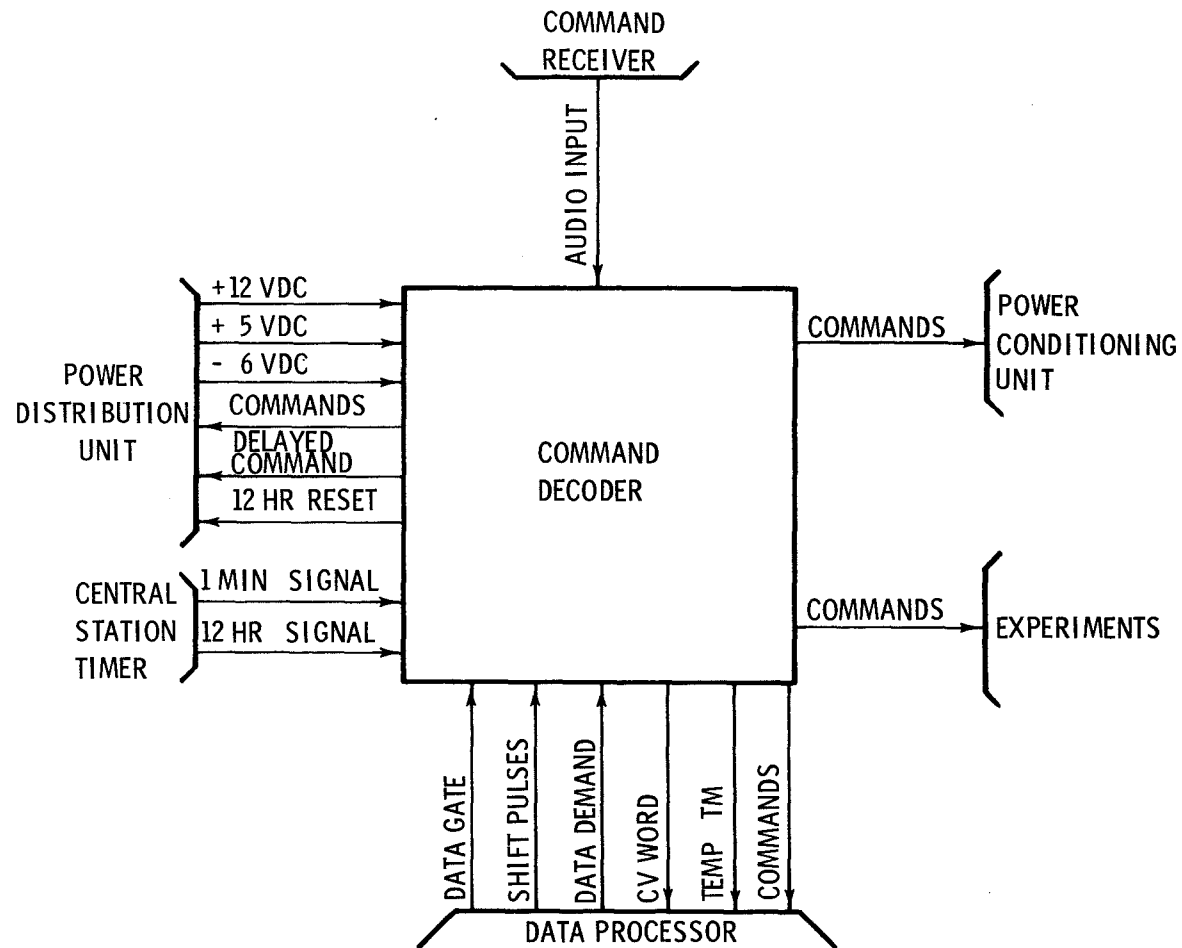 COMMAND
RECEIVER
AUDIO INPUT
+12 VDC
+ 5 VDC
- 6 VDC
COMMANDS
DELAYED
COMMAND
12 HR RESET
POWER
DISTRIBUTION
UNIT
1 MIN SIGNAL
12 HR SIGNAL
CENTRAL
STATION
TIMER
COMMAND
DECODER
COMMANDS
POWER
CONDITIONING
UNIT
COMMANDS
EXPERIMENTS
DATA GATE
SHIFT PULSES
DATA DEMAND
CV WORD
TEMP TM
COMMANDS
DATA PROCESSOR